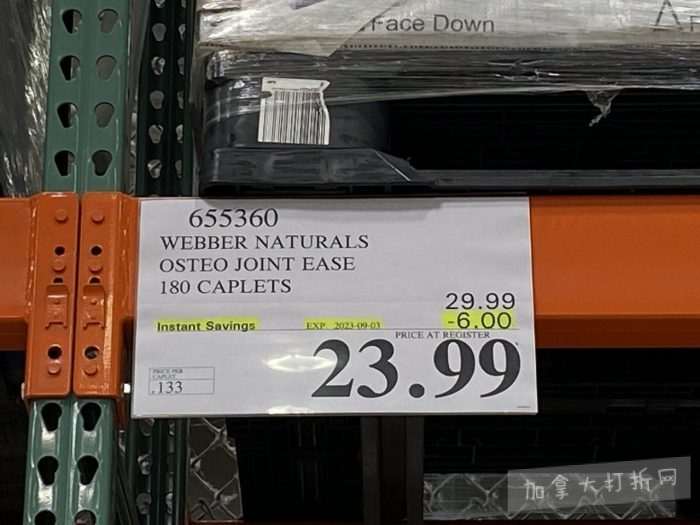 Face Down
655360
WEBBER NATURALS
OSTEO JOINT EASE
180 CAPLETS
29.99
Instant Savings EXP. 2023-09-03 -6.00
PRICE AT REGISTER
23.99
PRICE PER
CAPLET
.133
加拿大打折网